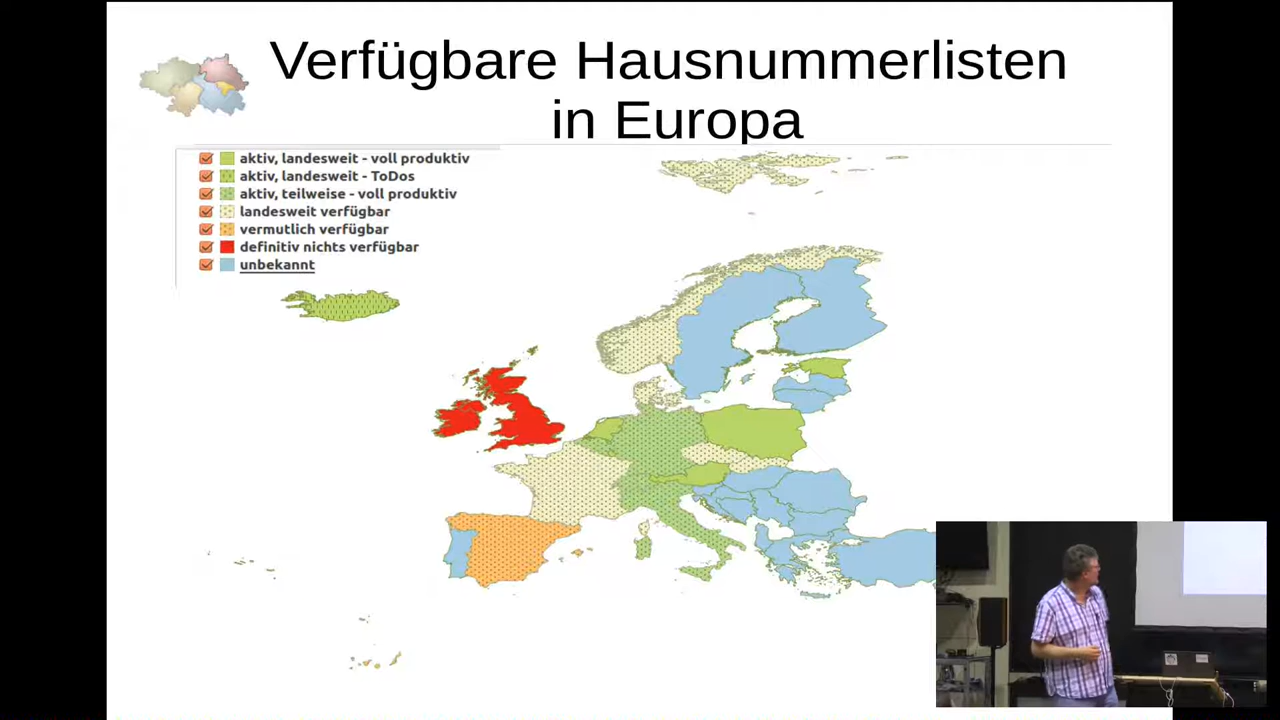 Verfügbare Hausnummerlisten
in Europa
aktiv, landesweit - voll produktiv
aktiv, landesweit - ToDos
aktiv, teilweise - voll produktiv
landesweit verfügbar
vermutlich verfügbar
definitiv nichts verfügbar
unbekannt